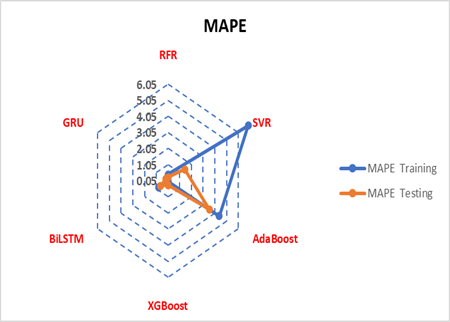 MAPE
RFR
6.05
5.05
4.05
3.05
2.05
1.05
0.05
GRU
SVR
MAPE Training
MAPE Testing
BiLSTM
AdaBoost
XGBoost